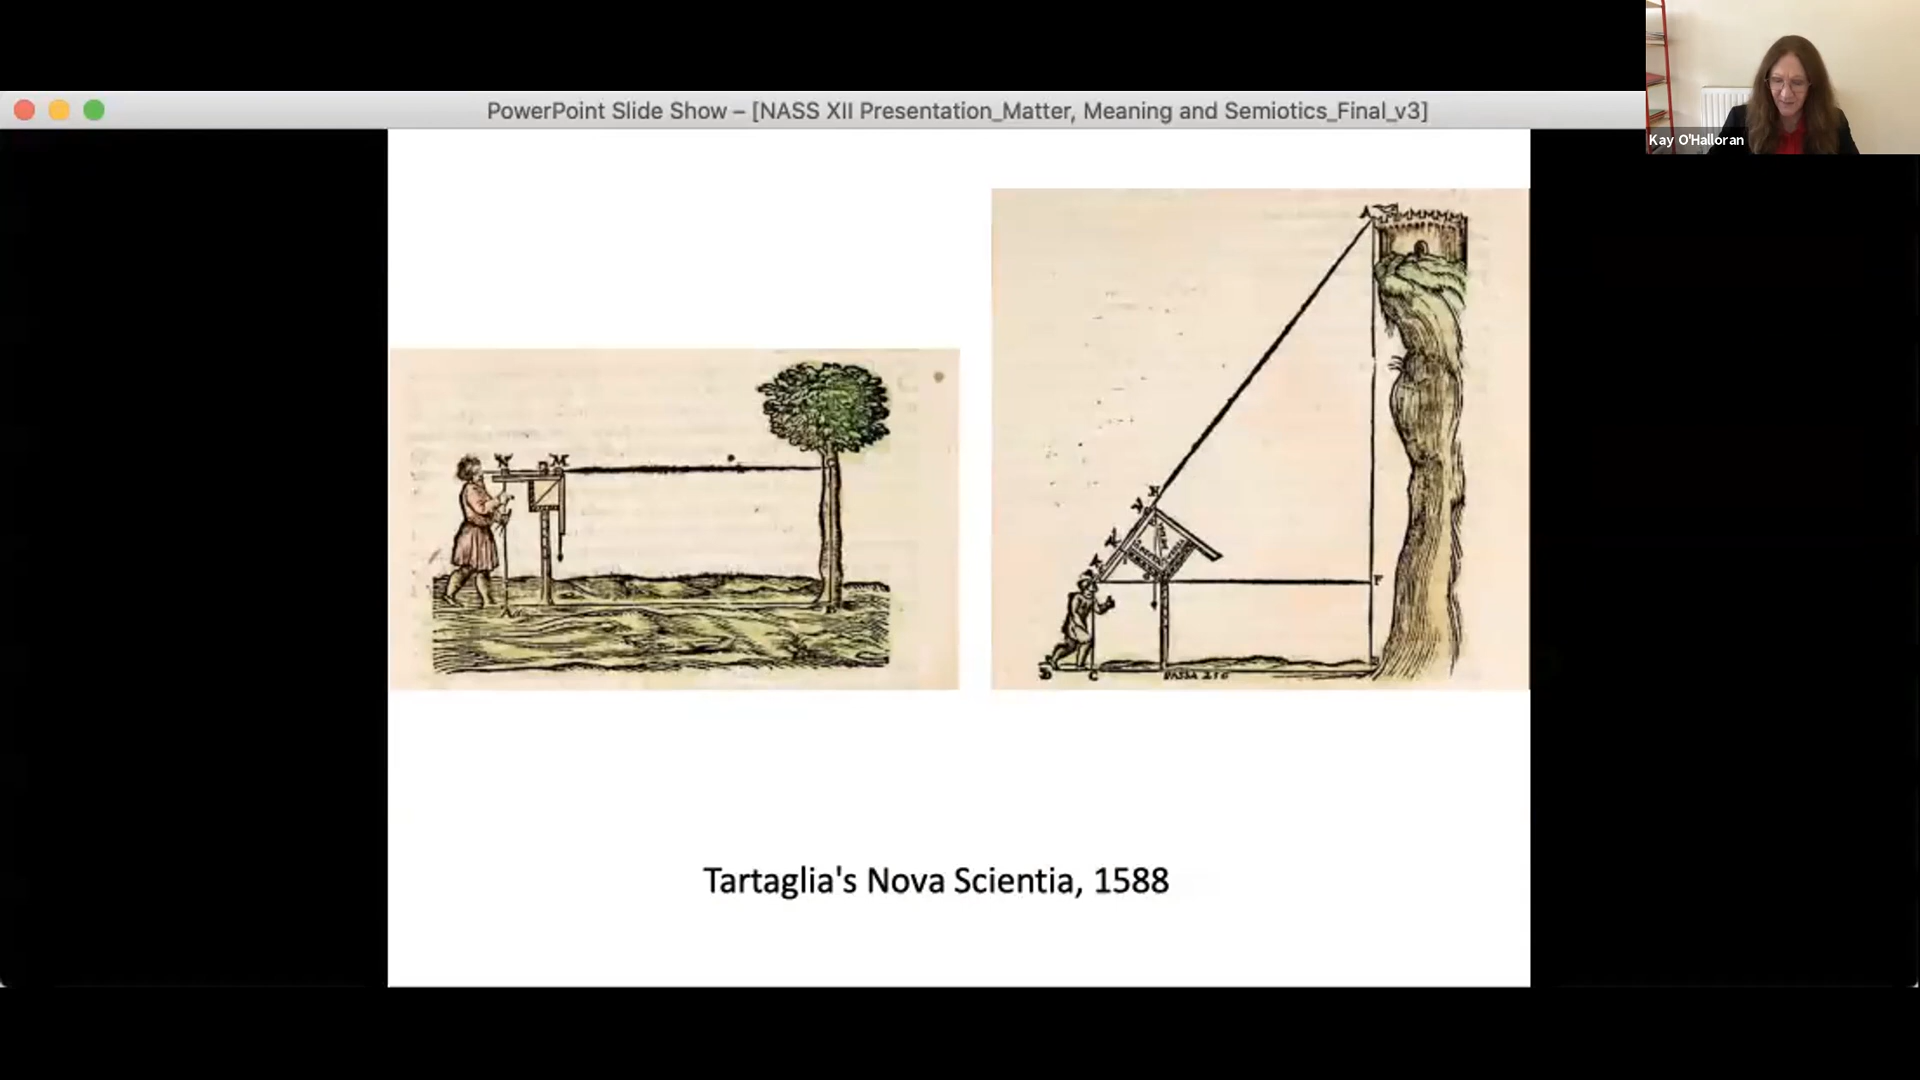 PowerPoint Slide Show – [NASS XII Presentation_Matter, Meaning and Semiotics_Final_v3]
Kay O'Halloran
N M
A
H
F
D C
Tartaglia's Nova Scientia, 1588